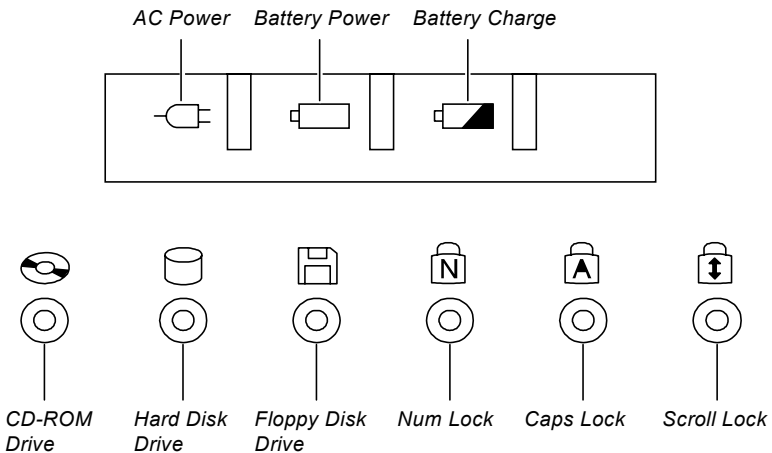 AC Power Battery Power Battery Charge
N A
CD-ROM Hard Disk Floppy Disk Num Lock Caps Lock Scroll Lock
Drive Drive Drive